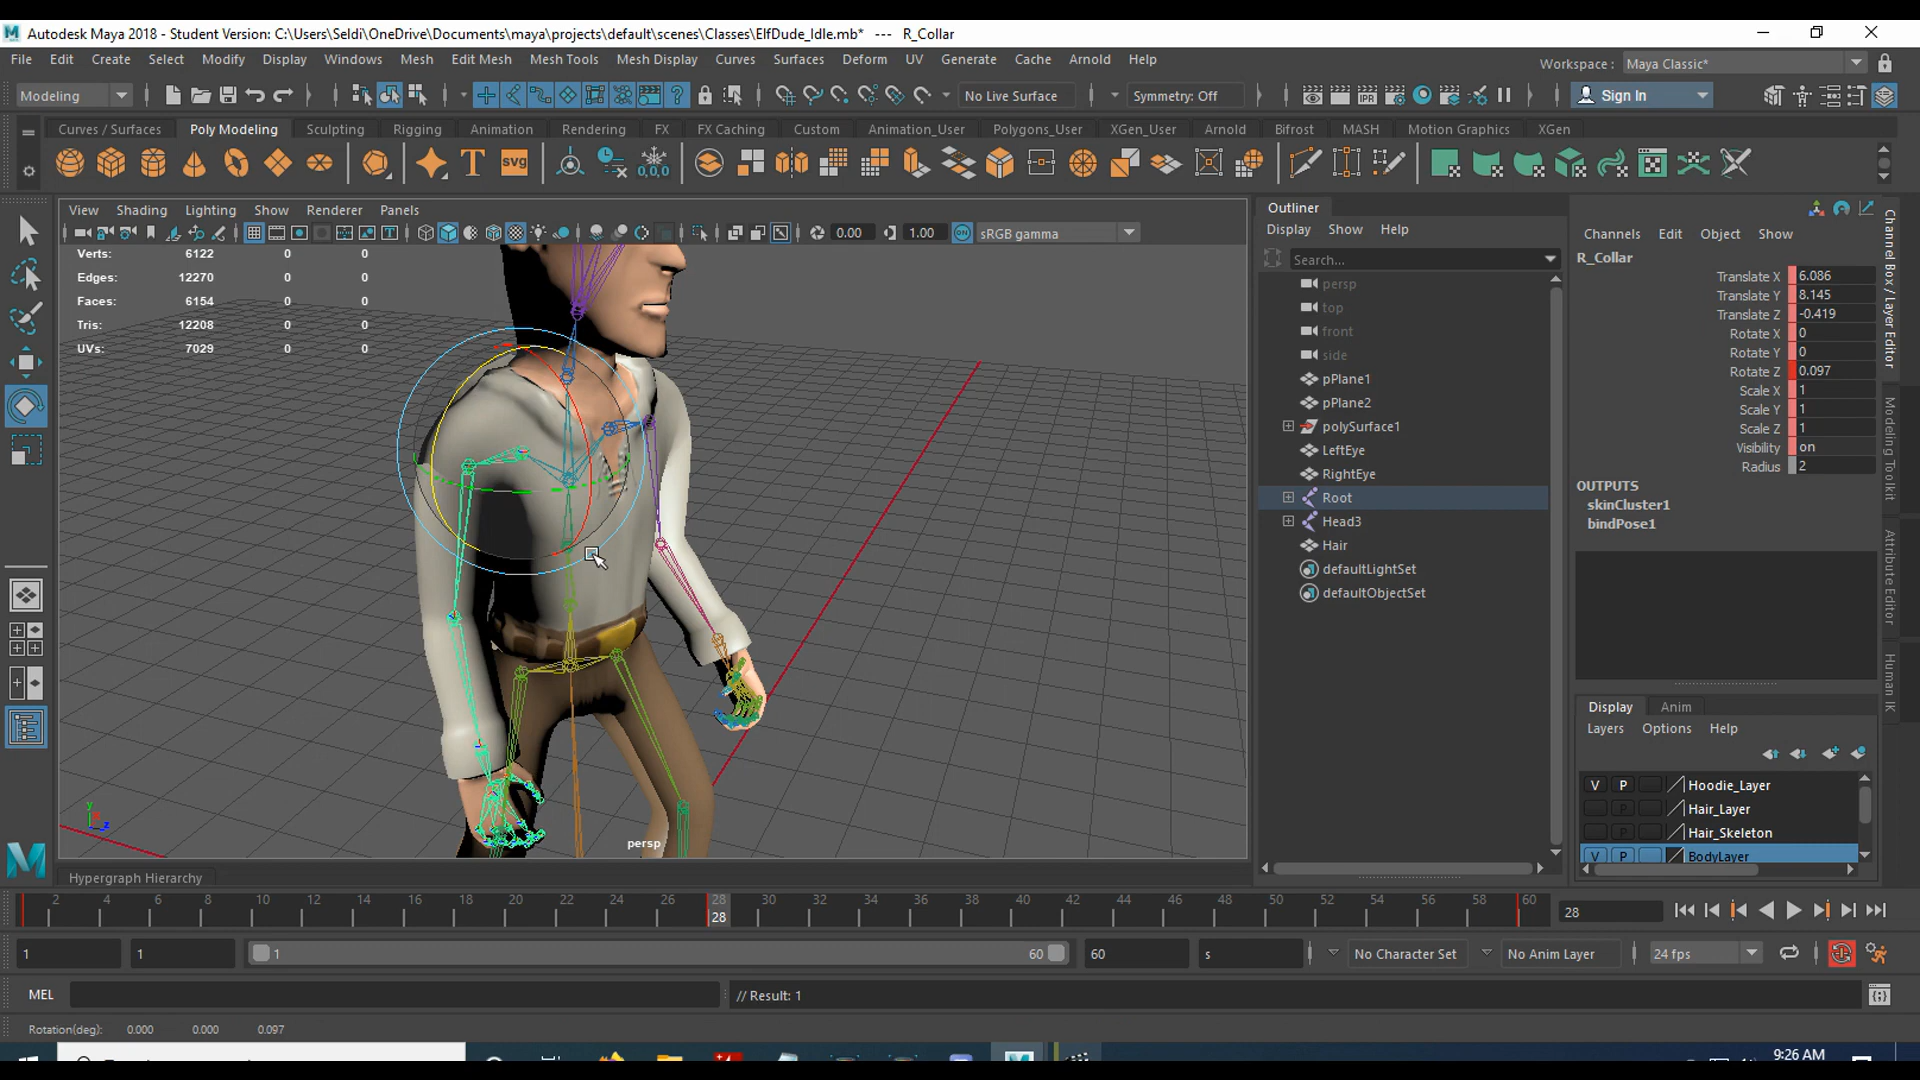 Autodesk Maya 2018 - Student Version: C:\Users\Seldi\OneDrive\Documents\maya\projects\default\scenes\Classes\ElfDude_Idle.mb* --- R_Collar
File Edit Create Select Modify Display Windows Mesh Edit Mesh Mesh Tools Mesh Display Curves Surfaces Deform UV Generate Cache Arnold Help
Workspace : Maya Classic*
Modeling
No Live Surface
Symmetry: Off
Sign In
Curves / Surfaces Poly Modeling Sculpting Rigging Animation Rendering FX FX Caching Custom Animation_User Polygons_User XGen_User Arnold Bifrost MASH Motion Graphics XGen
T svg 0,0,0
View Shading Lighting Show Renderer Panels
0.00 1.00 ON sRGB gamma
Verts: 6122 0 0
Edges: 12270 0 0
Faces: 6154 0 0
Tris: 12208 0 0
UVs: 7029 0 0
y
z
persp
Hypergraph Hierarchy
Outliner
Display Show Help
Search...
persp
top
front
side
pPlane1
pPlane2
polySurface1
LeftEye
RightEye
Root
Head3
Hair
defaultLightSet
defaultObjectSet
Channels Edit Object Show
R_Collar
Translate X 6.086
Translate Y 8.145
Translate Z -0.419
Rotate X 0
Rotate Y 0
Rotate Z 0.097
Scale X 1
Scale Y 1
Scale Z 1
Visibility on
Radius 2
OUTPUTS
skinCluster1
bindPose1
Channel Box / Layer Editor
Modeling Toolkit
Attribute Editor
Human IK
Display Anim
Layers Options Help
V P Hoodie_Layer
P Hair_Layer
P Hair_Skeleton
V P BodyLayer
2 4 6 8 10 12 14 16 18 20 22 24 26 28 30 32 34 36 38 40 42 44 46 48 50 52 54 56 58 60
28
28
1 1 1 60 60 s No Character Set No Anim Layer 24 fps
MEL
// Result: 1
Rotation(deg): 0.000 0.000 0.097
9:26 AM